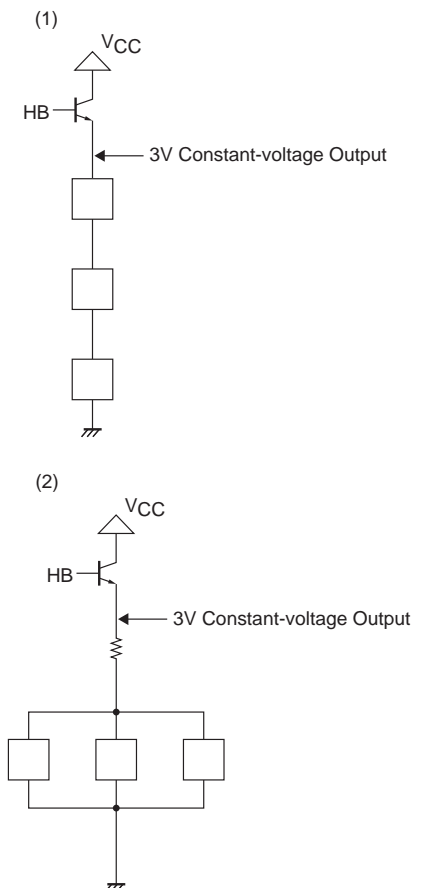 (1)
VCC
HB
3V Constant-voltage Output
(2)
VCC
HB
3V Constant-voltage Output